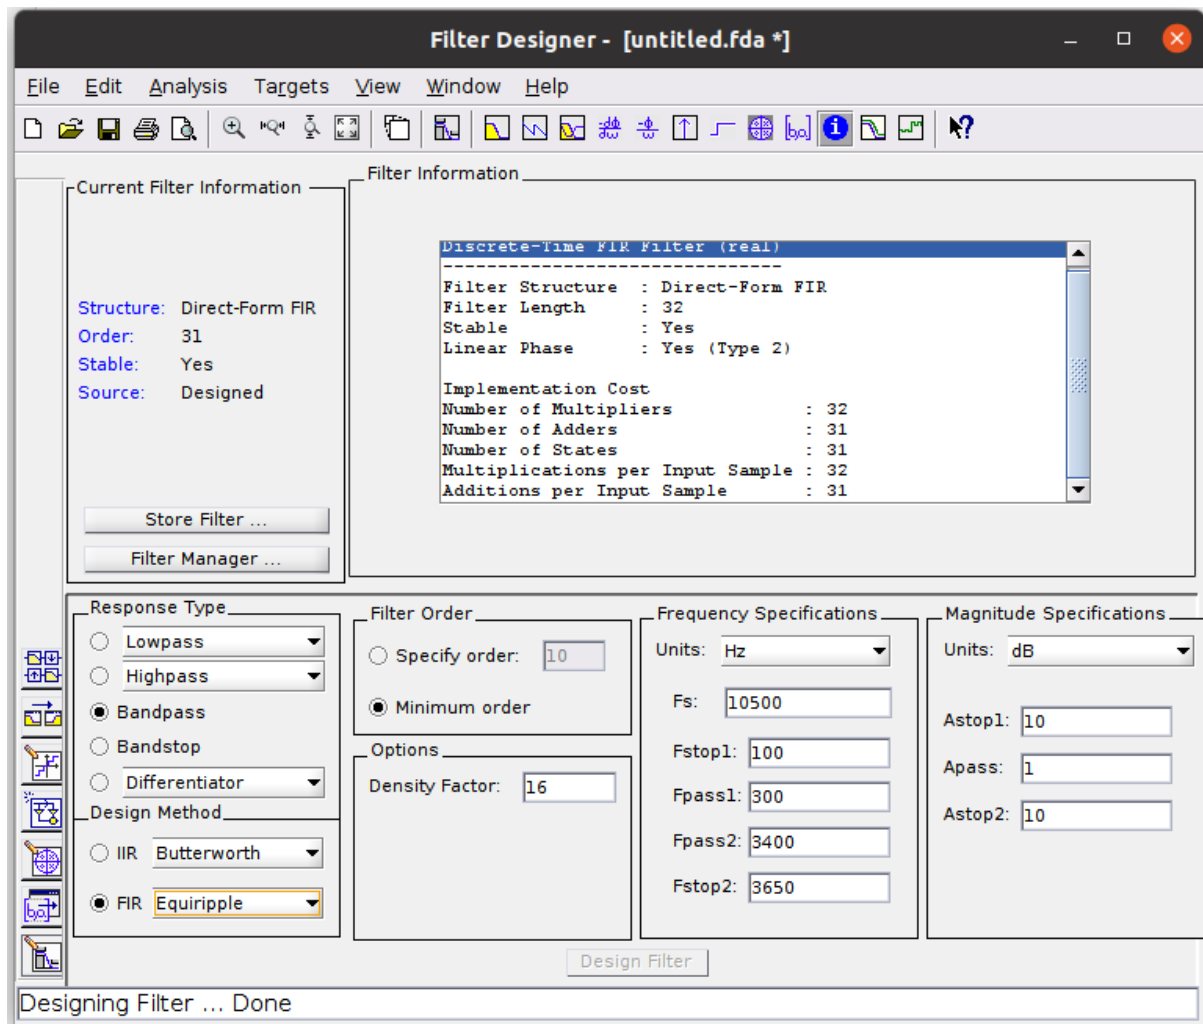 Filter Designer - [untitled.fda *]
File Edit Analysis Targets View Window Help
[b,a]
Current Filter Information
Structure: Direct-Form FIR
Order: 31
Stable: Yes
Source: Designed
Store Filter ...
Filter Manager ...
Filter Information
Discrete-Time FIR Filter (real)
-------------------------------
Filter Structure : Direct-Form FIR
Filter Length : 32
Stable : Yes
Linear Phase : Yes (Type 2)
Implementation Cost
Number of Multipliers : 32
Number of Adders : 31
Number of States : 31
Multiplications per Input Sample : 32
Additions per Input Sample : 31
Response Type
Lowpass
Highpass
Bandpass
Bandstop
Differentiator
Design Method
IIR Butterworth
FIR Equiripple
Filter Order
Specify order: 10
Minimum order
Options
Density Factor: 16
Frequency Specifications
Units: Hz
Fs: 10500
Fstop1: 100
Fpass1: 300
Fpass2: 3400
Fstop2: 3650
Magnitude Specifications
Units: dB
Astop1: 10
Apass: 1
Astop2: 10
Design Filter
Designing Filter ... Done